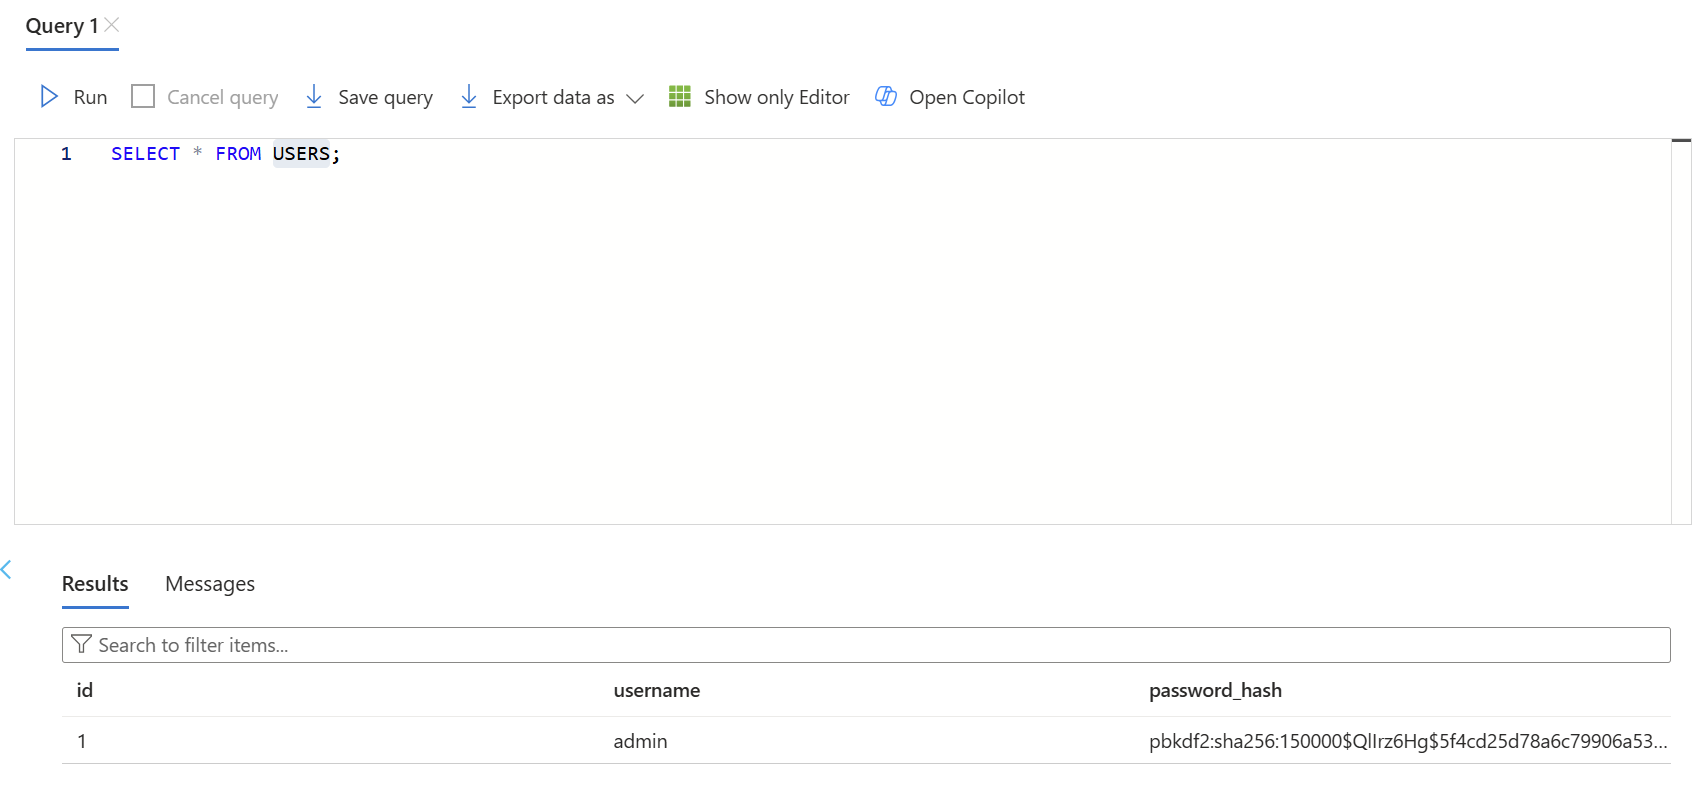 Query 1
Run Cancel query Save query Export data as Show only Editor Open Copilot
1 SELECT * FROM USERS;
Results Messages
Search to filter items...
id username password_hash
1 admin pbkdf2:sha256:150000$QlIrz6Hg$5f4cd25d78a6c79906a53...